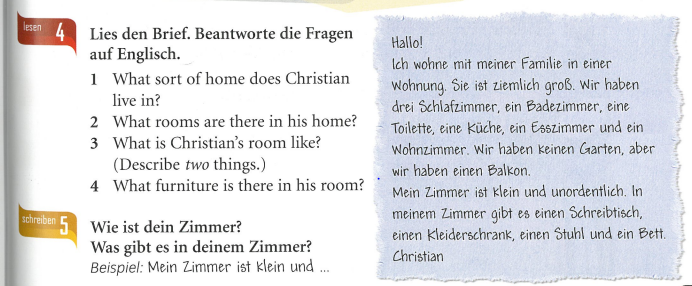 lesen 4
Lies den Brief. Beantworte die Fragen
auf Englisch.
1 What sort of home does Christian
live in?
2 What rooms are there in his home?
3 What is Christian's room like?
(Describe two things.)
4 What furniture is there in his room?
schreiben 5
Wie ist dein Zimmer?
Was gibt es in deinem Zimmer?
Beispiel: Mein Zimmer ist klein und ...
Hallo!
Ich wohne mit meiner Familie in einer
Wohnung. Sie ist ziemlich groß. Wir haben
drei Schlafzimmer, ein Badezimmer, eine
Toilette, eine Küche, ein Esszimmer und ein
Wohnzimmer. Wir haben keinen Garten, aber
wir haben einen Balkon.
Mein Zimmer ist klein und unordentlich. In
meinem Zimmer gibt es einen Schreibtisch,
einen Kleiderschrank, einen Stuhl und ein Bett.
Christian